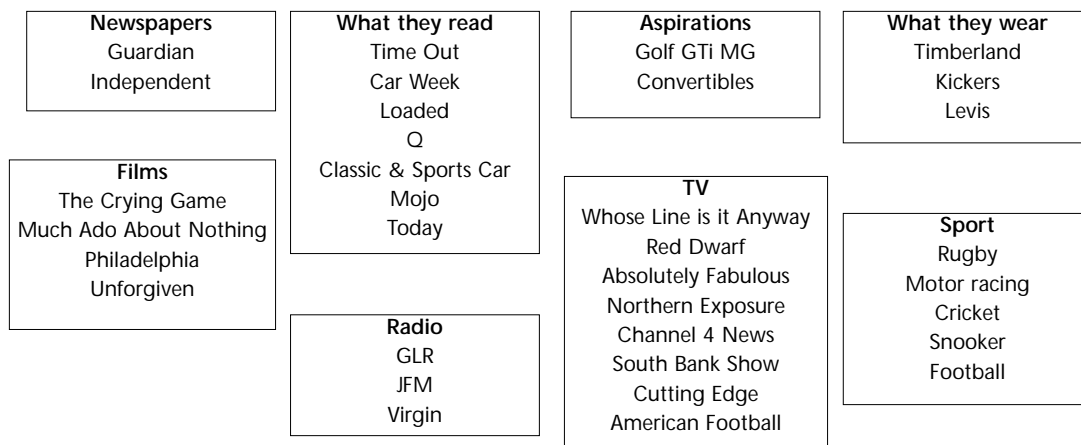 Newspapers
Guardian
Independent
What they read
Time Out
Car Week
Loaded
Q
Classic & Sports Car
Mojo
Today
Aspirations
Golf GTi MG
Convertibles
What they wear
Timberland
Kickers
Levis
Films
The Crying Game
Much Ado About Nothing
Philadelphia
Unforgiven
Radio
GLR
JFM
Virgin
TV
Whose Line is it Anyway
Red Dwarf
Absolutely Fabulous
Northern Exposure
Channel 4 News
South Bank Show
Cutting Edge
American Football
Sport
Rugby
Motor racing
Cricket
Snooker
Football